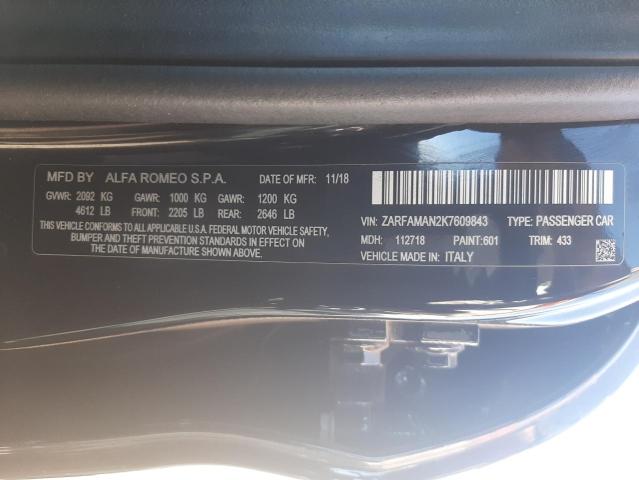 MFD BY ALFA ROMEO S.P.A. DATE OF MFR: 11/18
GVWR: 2092 KG GAWR: 1000 KG GAWR: 1200 KG
4612 LB FRONT: 2205 LB REAR: 2646 LB
THIS VEHICLE CONFORMS TO ALL APPLICABLE U.S.A. FEDERAL MOTOR VEHICLE SAFETY,
BUMPER AND THEFT PREVENTION STANDARDS IN EFFECT ON
THE DATE OF MANUFACTURE SHOWN ABOVE.
VIN: ZARFAMAN2K7609843 TYPE: PASSENGER CAR
MDH: 112718 PAINT:601 TRIM: 433
VEHICLE MADE IN: ITALY